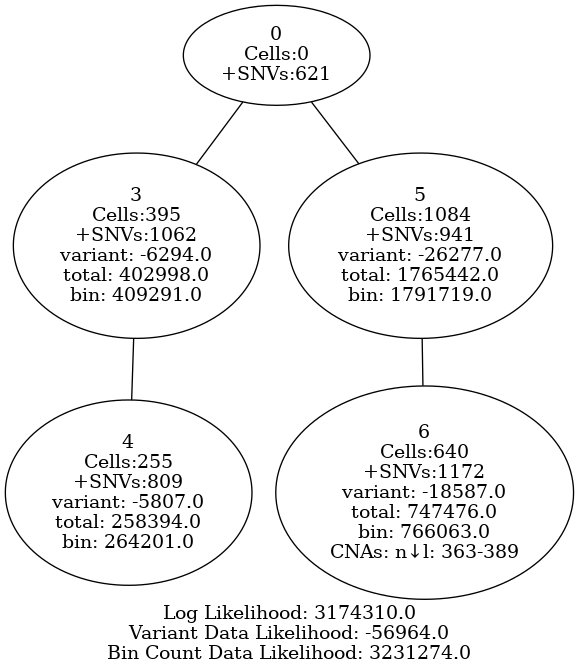 0
Cells:0
+SNVs:621
3
Cells:395
+SNVs:1062
variant: -6294.0
total: 402998.0
bin: 409291.0
5
Cells:1084
+SNVs:941
variant: -26277.0
total: 1765442.0
bin: 1791719.0
4
Cells:255
+SNVs:809
variant: -5807.0
total: 258394.0
bin: 264201.0
6
Cells:640
+SNVs:1172
variant: -18587.0
total: 747476.0
bin: 766063.0
CNAs: n↓l: 363-389
Log Likelihood: 3174310.0
Variant Data Likelihood: -56964.0
Bin Count Data Likelihood: 3231274.0